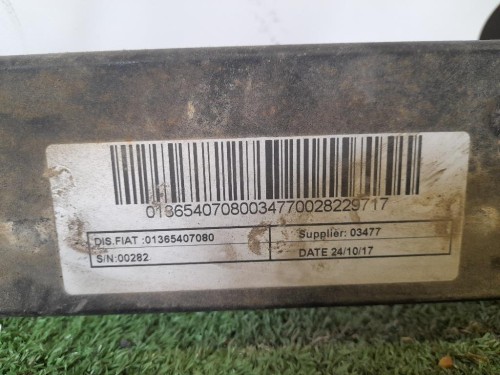 01365407080034770028229717
DIS.FIAT :01365407080
Supplier: 03477
S/N:00282
DATE 24/10/17